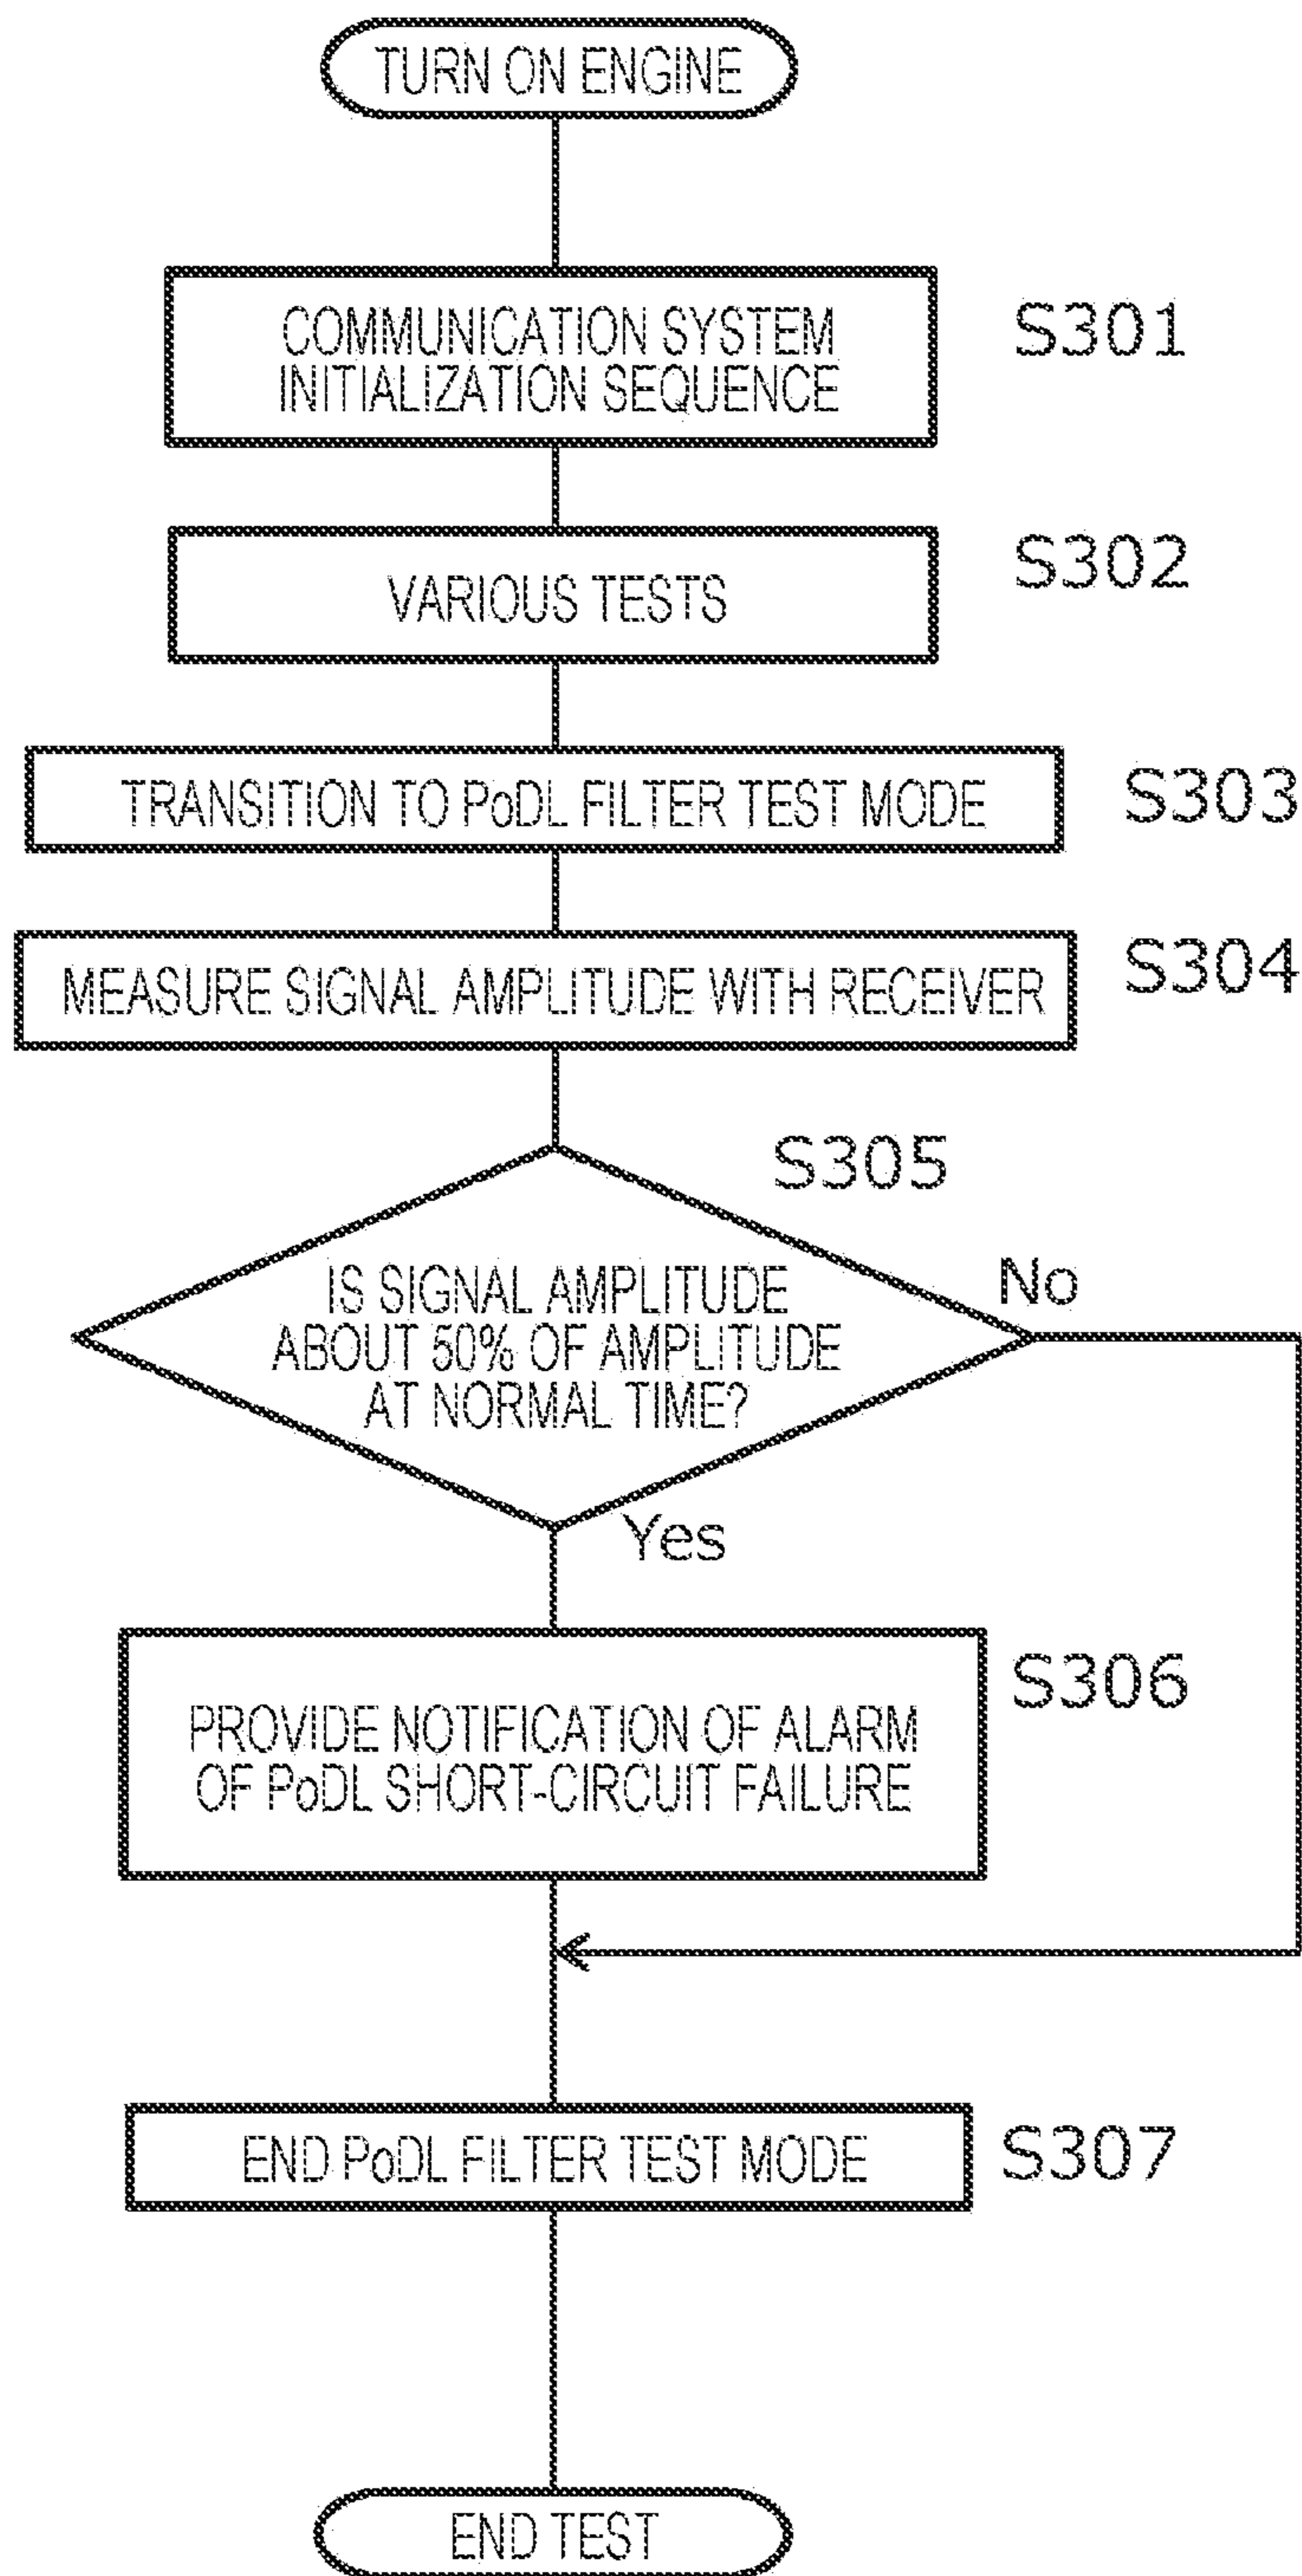 TURN ON ENGINE
COMMUNICATION SYSTEM
INITIALIZATION SEQUENCE
S301
VARIOUS TESTS
S302
TRANSITION TO PoDL FILTER TEST MODE
S303
MEASURE SIGNAL AMPLITUDE WITH RECEIVER
S304
S305
IS SIGNAL AMPLITUDE
ABOUT 50% OF AMPLITUDE
AT NORMAL TIME?
No
Yes
PROVIDE NOTIFICATION OF ALARM
OF PoDL SHORT-CIRCUIT FAILURE
S306
END PoDL FILTER TEST MODE
S307
END TEST